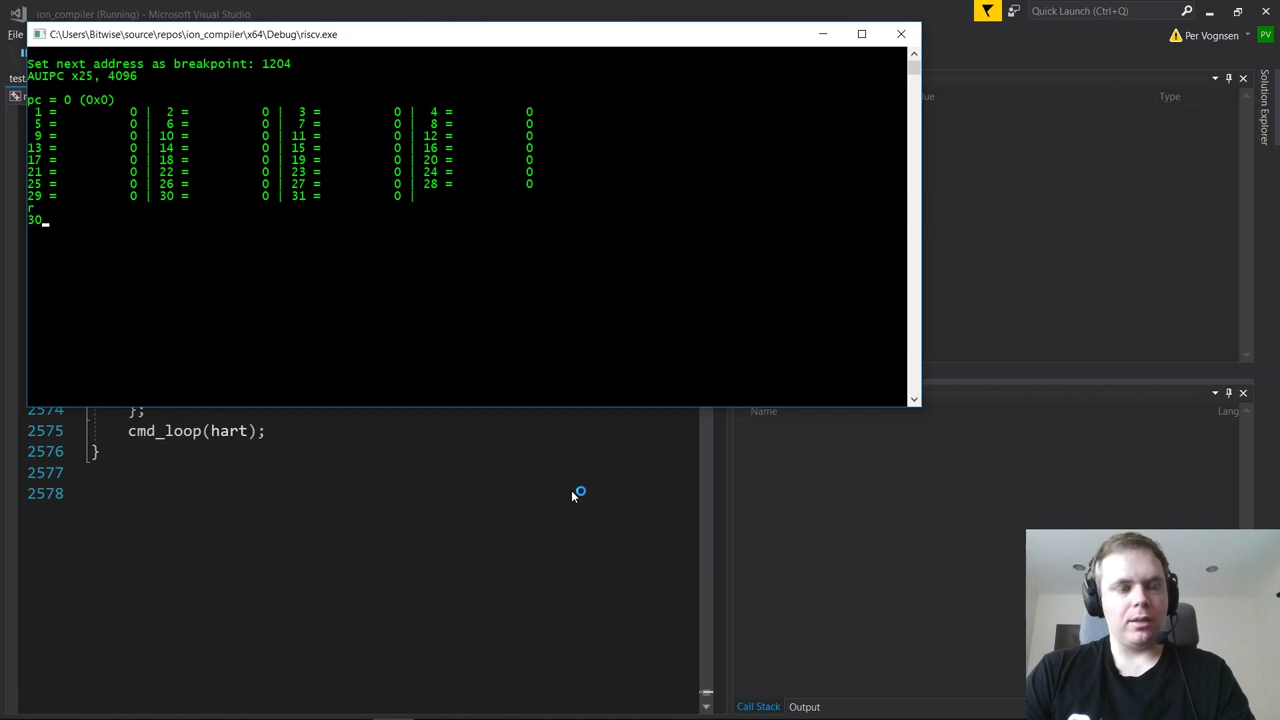 ion_compiler (Running) - Microsoft Visual Studio
Quick Launch (Ctrl+Q)
File
C:\Users\Bitwise\source\repos\ion_compiler\x64\Debug\riscv.exe
Per Vognsen
PV
Set next address as breakpoint: 1204
AUIPC x25, 4096
test.
pc = 0 (0x0)
1 = 0 | 2 = 0 | 3 = 0 | 4 = 0
5 = 0 | 6 = 0 | 7 = 0 | 8 = 0
9 = 0 | 10 = 0 | 11 = 0 | 12 = 0
13 = 0 | 14 = 0 | 15 = 0 | 16 = 0
17 = 0 | 18 = 0 | 19 = 0 | 20 = 0
21 = 0 | 22 = 0 | 23 = 0 | 24 = 0
25 = 0 | 26 = 0 | 27 = 0 | 28 = 0
29 = 0 | 30 = 0 | 31 = 0 |
r
30
lue
Type
Solution Explorer
2574 };
2575 cmd_loop(hart);
2576 }
2577
2578
Name
Lang
Call Stack
Output